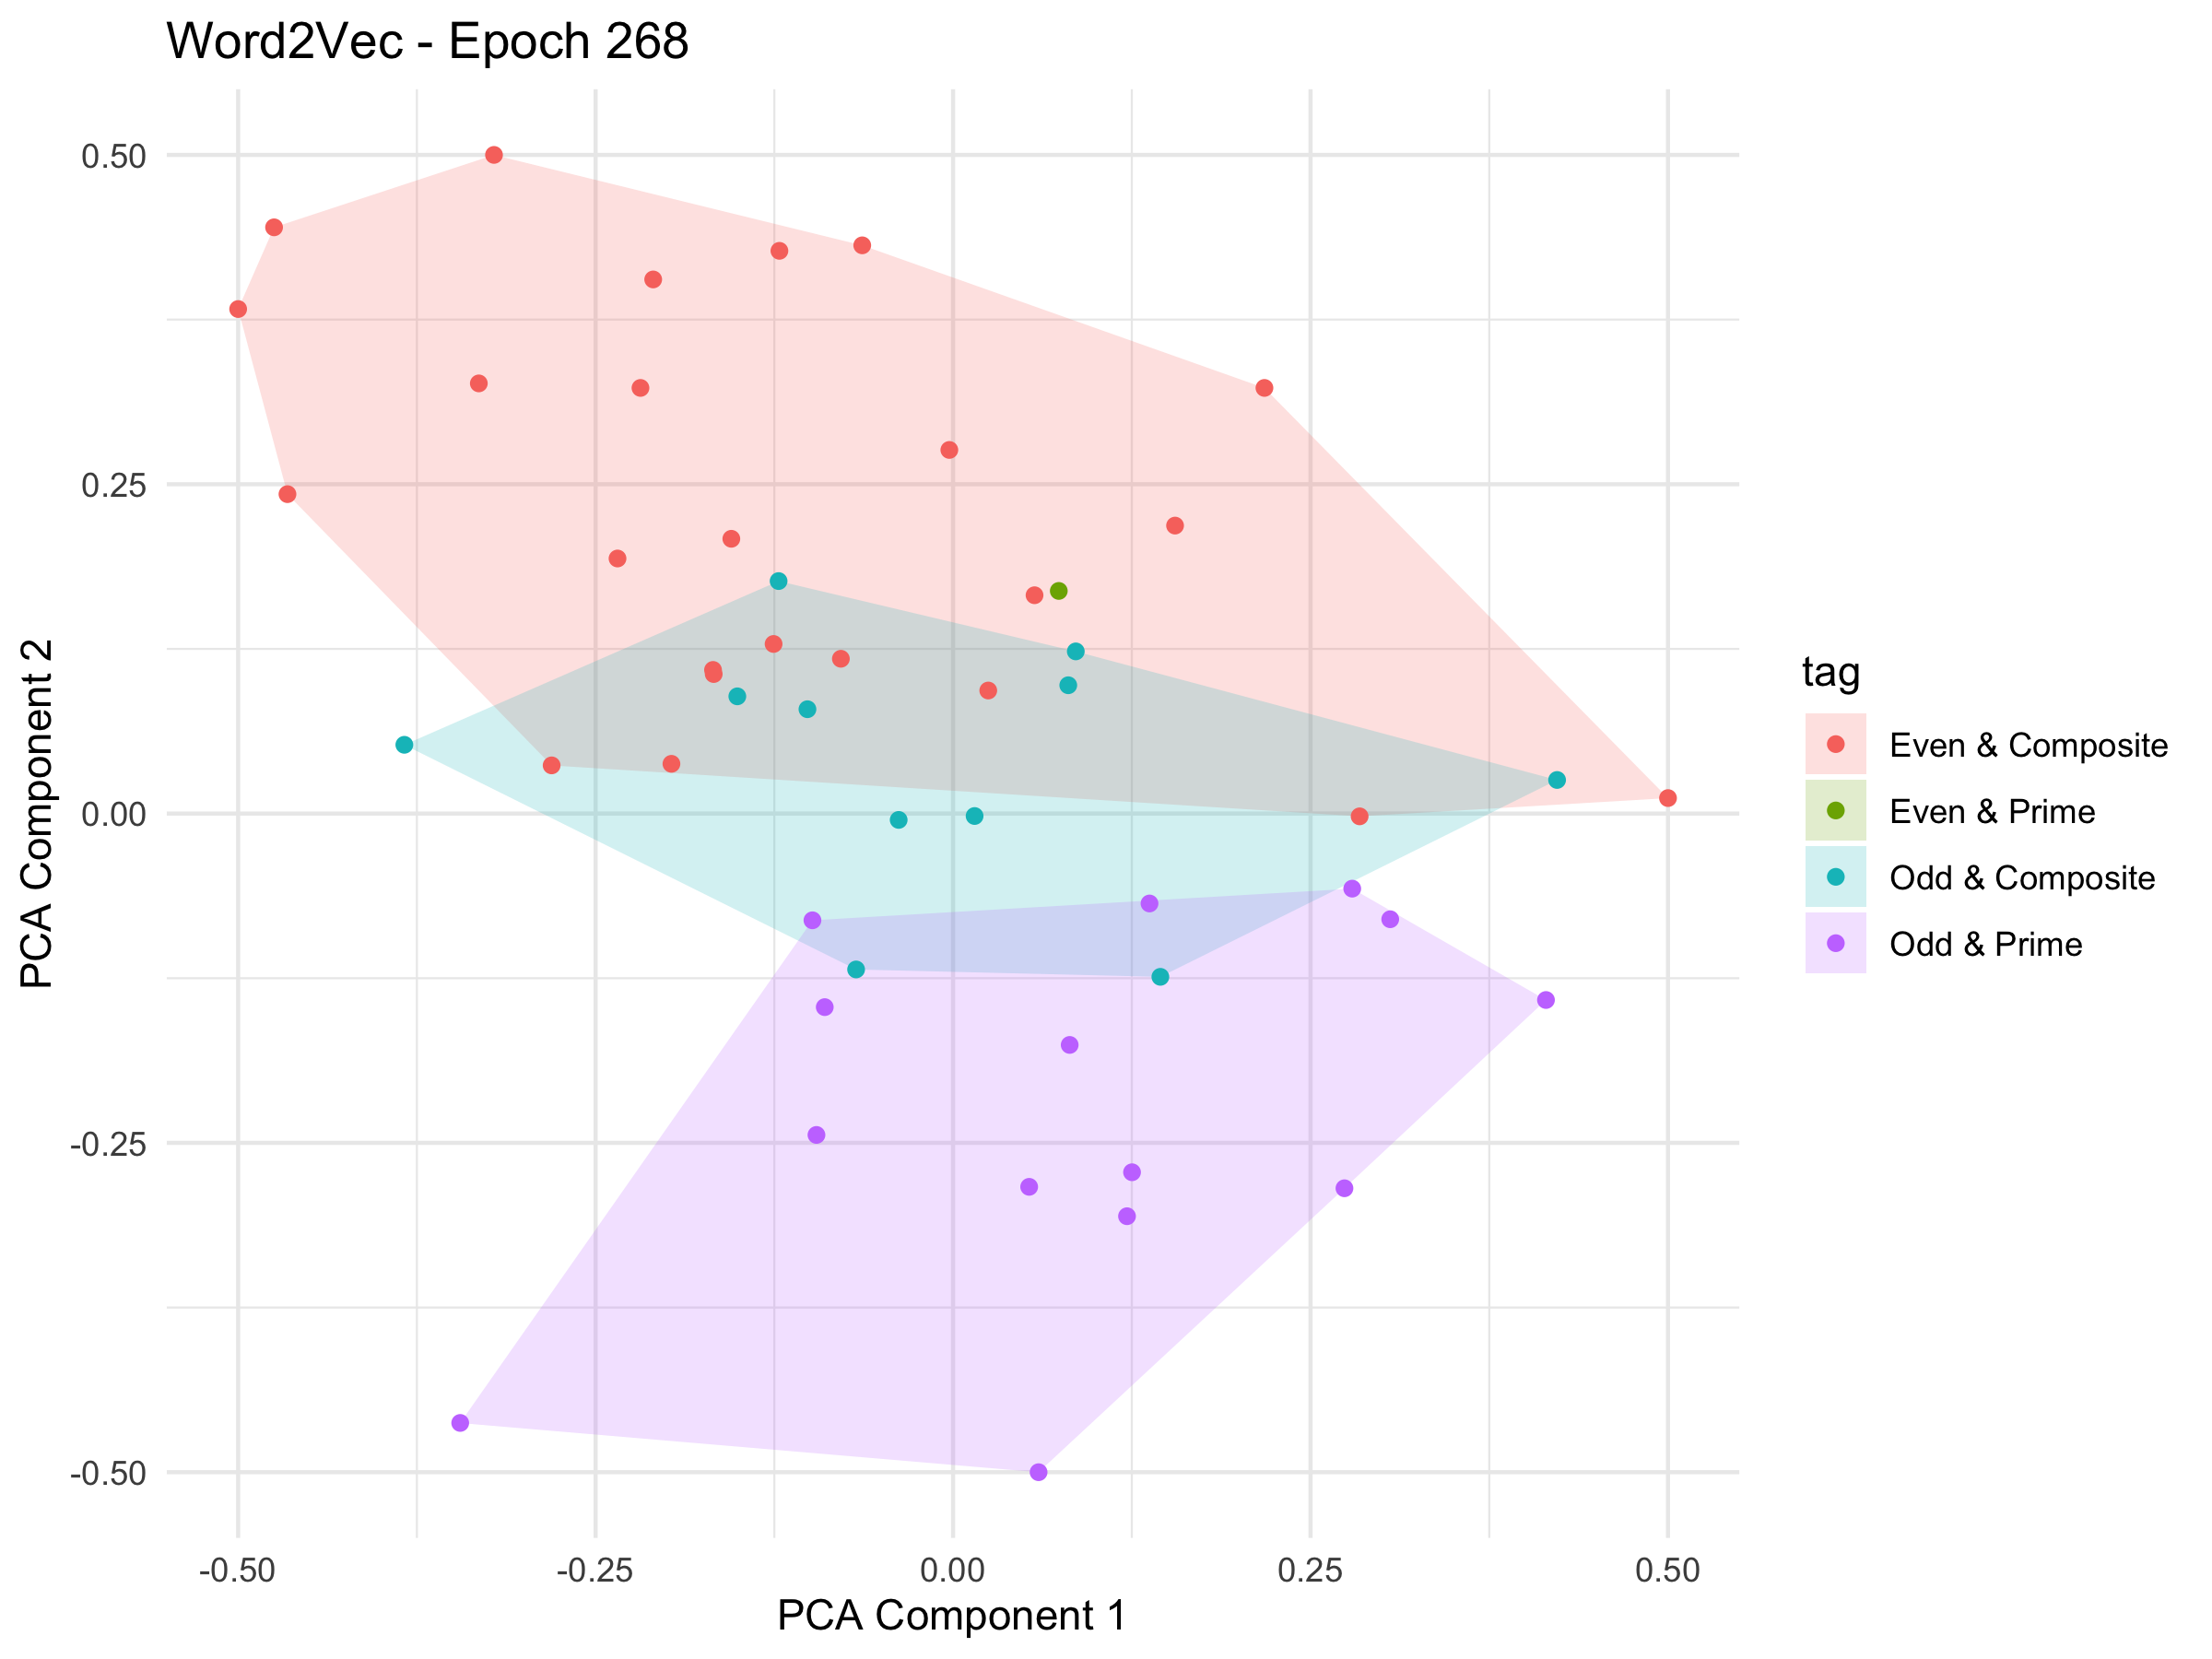 Word2Vec - Epoch 268
PCA Component 2
0.50
0.25
0.00
-0.25
-0.50
-0.50
-0.25
0.00
0.25
0.50
PCA Component 1
tag
Even & Composite
Even & Prime
Odd & Composite
Odd & Prime